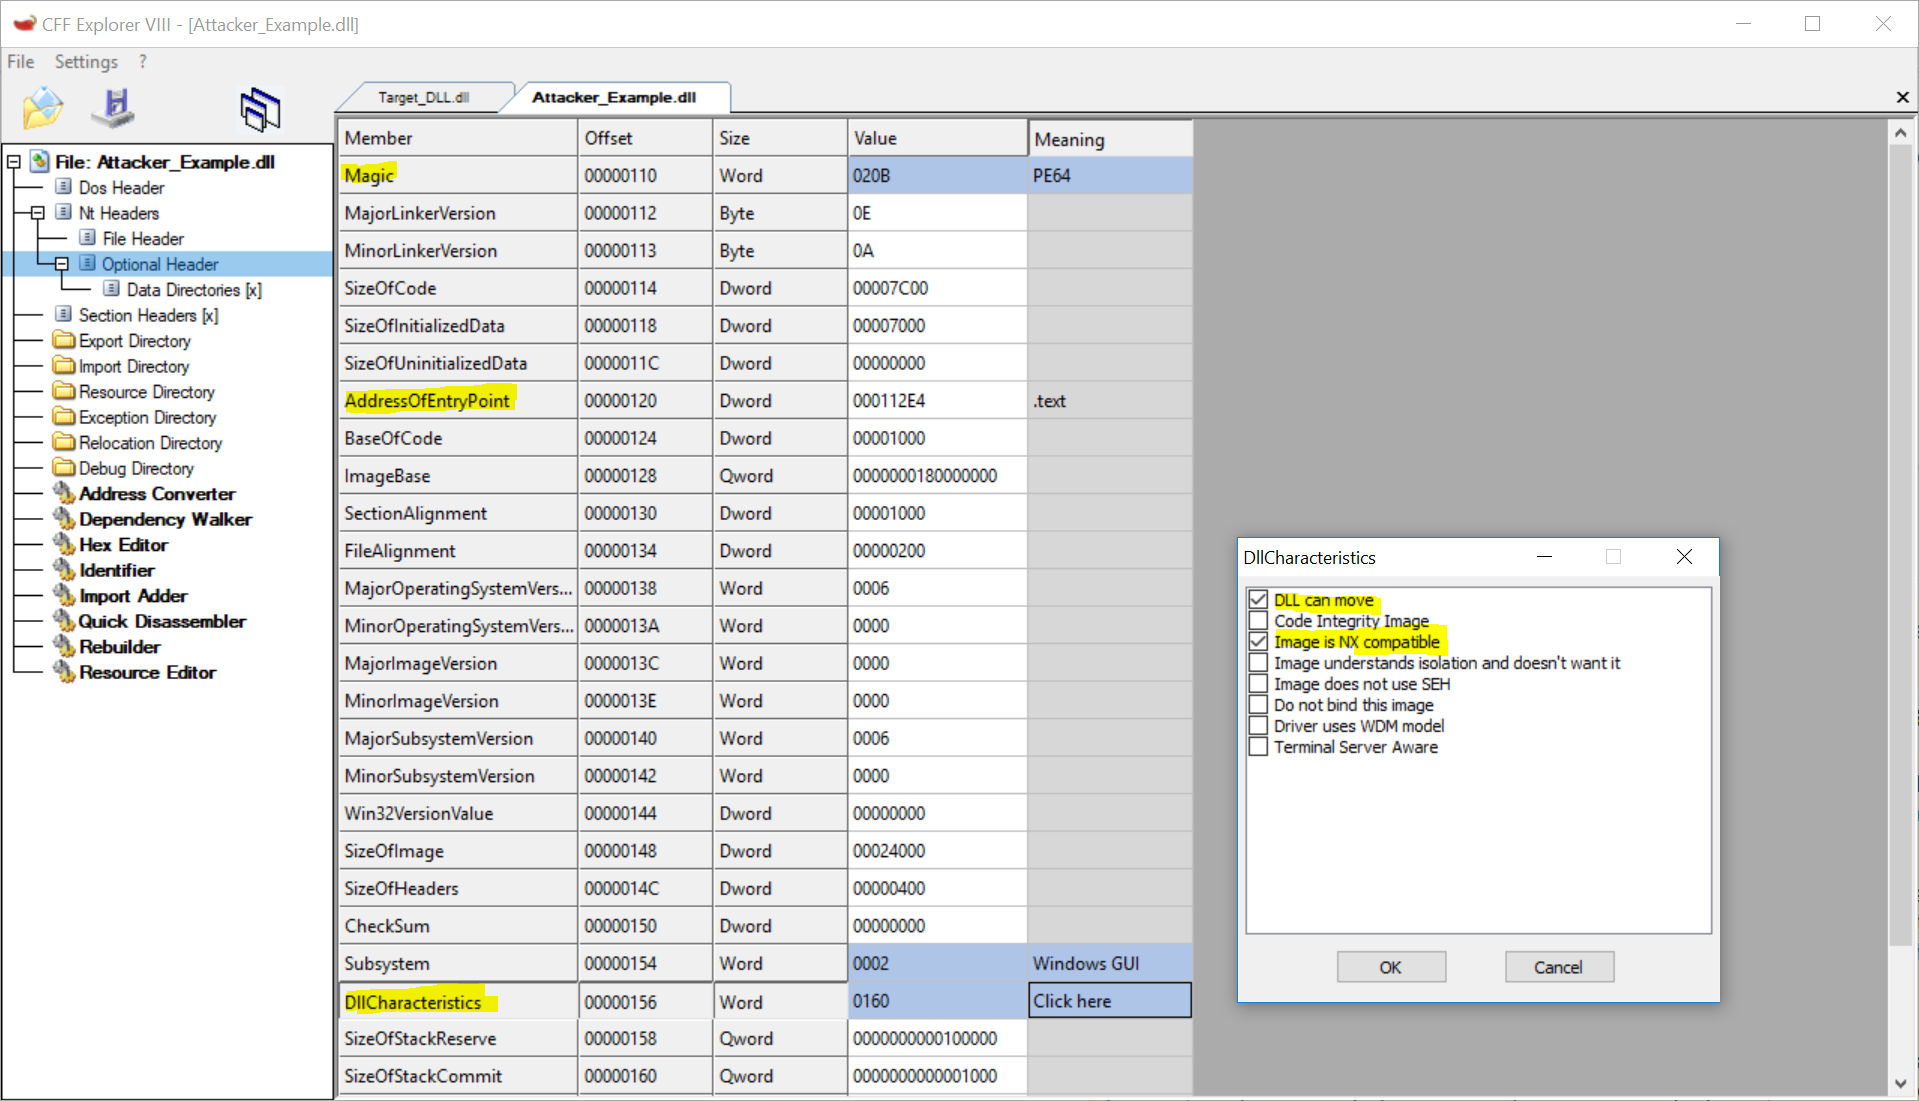 CFF Explorer VIII - [Attacker_Example.dll]
File Settings ?
Target_DLL.dll Attacker_Example.dll
File: Attacker_Example.dll
Dos Header
Nt Headers
File Header
Optional Header
Data Directories [x]
Section Headers [x]
Export Directory
Import Directory
Resource Directory
Exception Directory
Relocation Directory
Debug Directory
Address Converter
Dependency Walker
Hex Editor
Identifier
Import Adder
Quick Disassembler
Rebuilder
Resource Editor
Member Offset Size Value Meaning
Magic 00000110 Word 020B PE64
MajorLinkerVersion 00000112 Byte 0E
MinorLinkerVersion 00000113 Byte 0A
SizeOfCode 00000114 Dword 00007C00
SizeOfInitializedData 00000118 Dword 00007000
SizeOfUninitializedData 0000011C Dword 00000000
AddressOfEntryPoint 00000120 Dword 000112E4 .text
BaseOfCode 00000124 Dword 00001000
ImageBase 00000128 Qword 0000000180000000
SectionAlignment 00000130 Dword 00001000
FileAlignment 00000134 Dword 00000200
MajorOperatingSystemVers... 00000138 Word 0006
MinorOperatingSystemVers... 0000013A Word 0000
MajorImageVersion 0000013C Word 0000
MinorImageVersion 0000013E Word 0000
MajorSubsystemVersion 00000140 Word 0006
MinorSubsystemVersion 00000142 Word 0000
Win32VersionValue 00000144 Dword 00000000
SizeOfImage 00000148 Dword 00024000
SizeOfHeaders 0000014C Dword 00000400
CheckSum 00000150 Dword 00000000
Subsystem 00000154 Word 0002 Windows GUI
DllCharacteristics 00000156 Word 0160 Click here
SizeOfStackReserve 00000158 Qword 0000000000100000
SizeOfStackCommit 00000160 Qword 0000000000001000
DllCharacteristics
DLL can move
Code Integrity Image
Image is NX compatible
Image understands isolation and doesn't want it
Image does not use SEH
Do not bind this image
Driver uses WDM model
Terminal Server Aware
OK Cancel